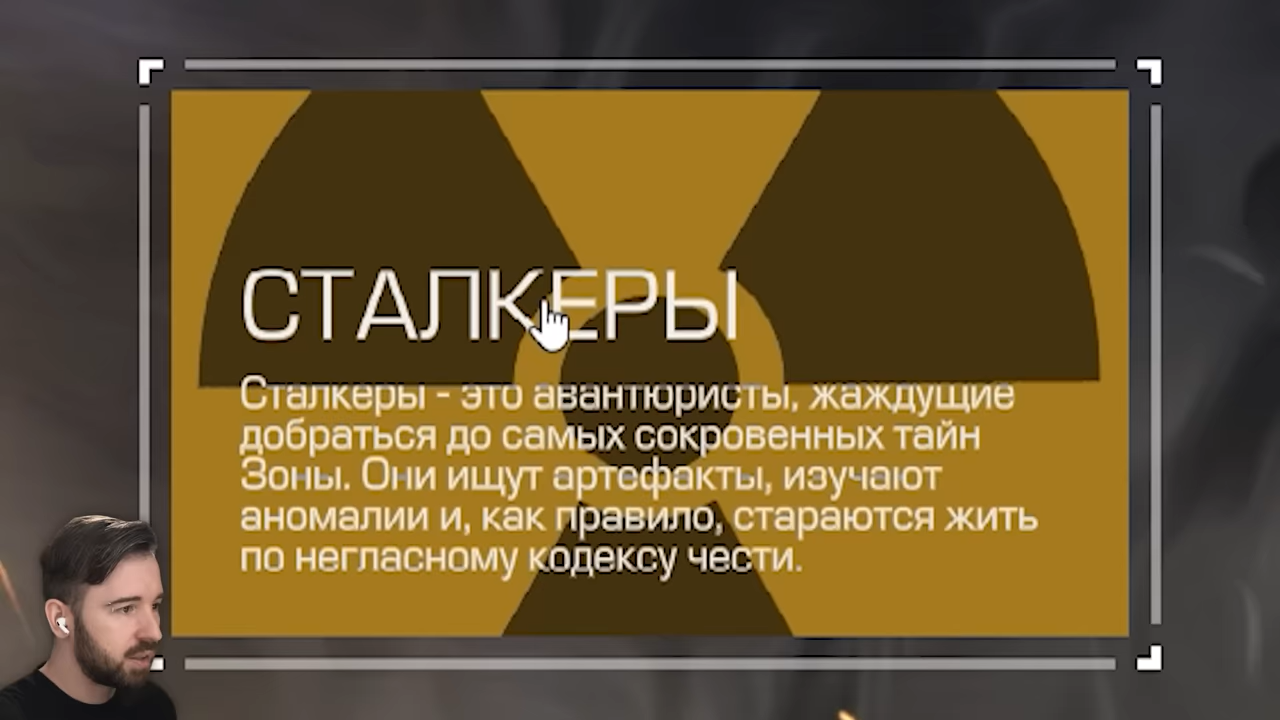 СТАЛКЕРЫ
Сталкеры - это авантюристы, жаждущие
добраться до самых сокровенных тайн
Зоны. Они ищут артефакты, изучают
аномалии и, как правило, стараются жить
по негласному кодексу чести.